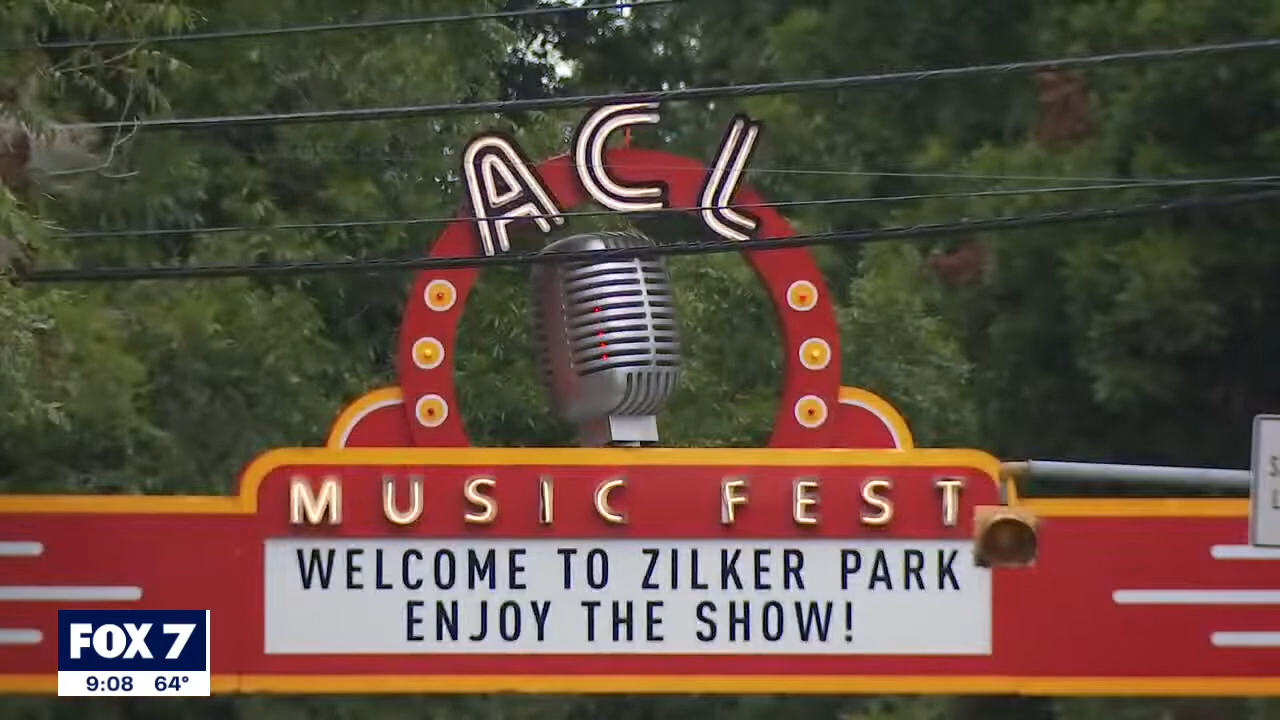 ACL
MUSIC FEST
WELCOME TO ZILKER PARK
ENJOY THE SHOW!
FOX 7
9:08 64°